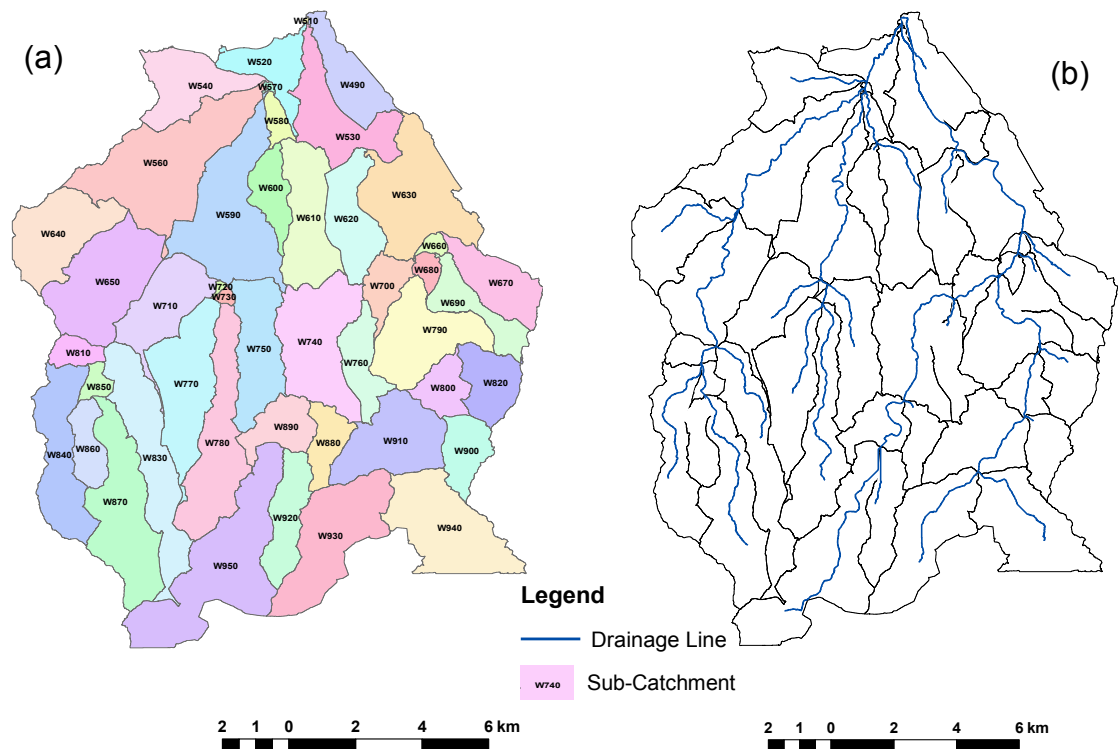 (a)
(b)
W510
W520
W540
W570
W490
W580
W530
W560
W600
W630
W590
W610
W620
W640
W660
W680
W650
W670
W700
W720
W730
W710
W690
W790
W740
W750
W810
W760
W770
W850
W800
W820
W860
W840
W780
W890
W880
W910
W830
W900
W870
W920
W940
W930
W950
Legend
Drainage Line
W740 Sub-Catchment
2 1 0 2 4 6 km
2 1 0 2 4 6 km